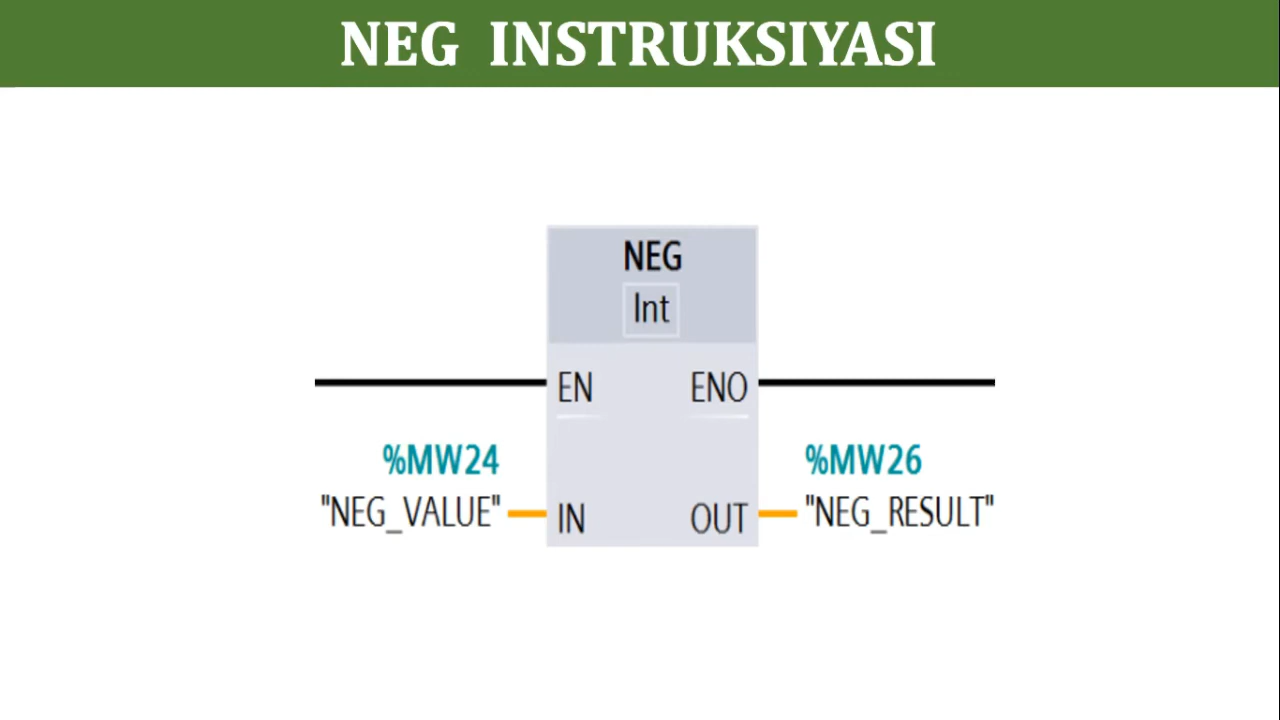 NEG INSTRUKSIYASI
NEG
Int
EN ENO
%MW24 %MW26
"NEG_VALUE" IN OUT "NEG_RESULT"